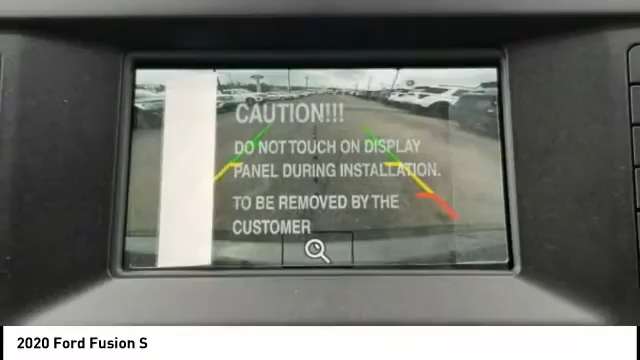 CAUTION!!!
DO NOT TOUCH ON DISPLAY
PANEL DURING INSTALLATION.
TO BE REMOVED BY THE
CUSTOMER
2020 Ford Fusion S